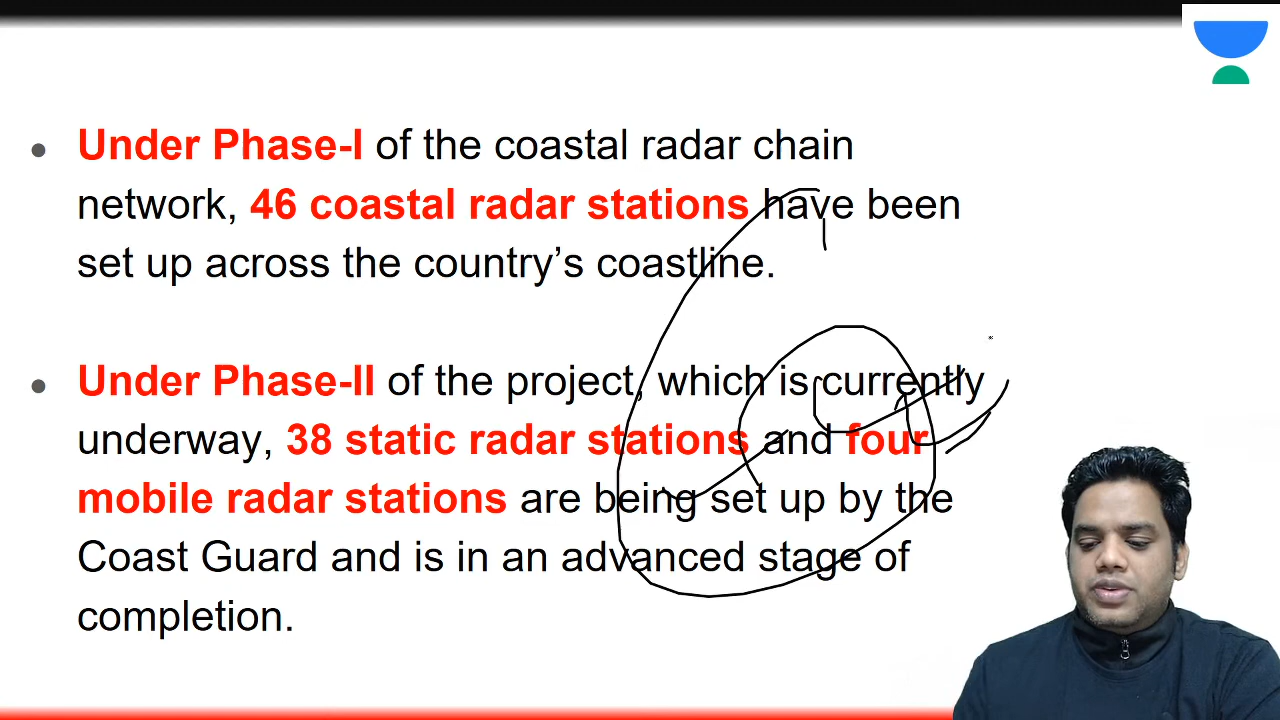 Under Phase-I of the coastal radar chain
network, 46 coastal radar stations have been
set up across the country’s coastline.
Under Phase-II of the project, which is currently
underway, 38 static radar stations and four
mobile radar stations are being set up by the
Coast Guard and is in an advanced stage of
completion.